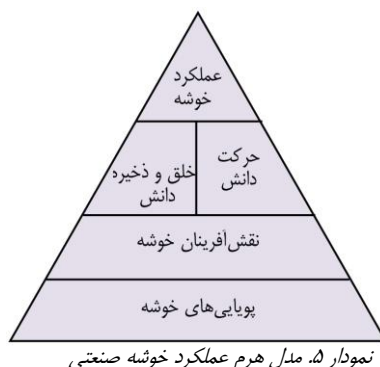 عملکرد
خوشه
حرکت
دانش
خلق و ذخیره
دانش
نقش‌آفرینان خوشه
پویایی‌های خوشه
نمودار ۵. مدل هرم عملکرد خوشه صنعتی